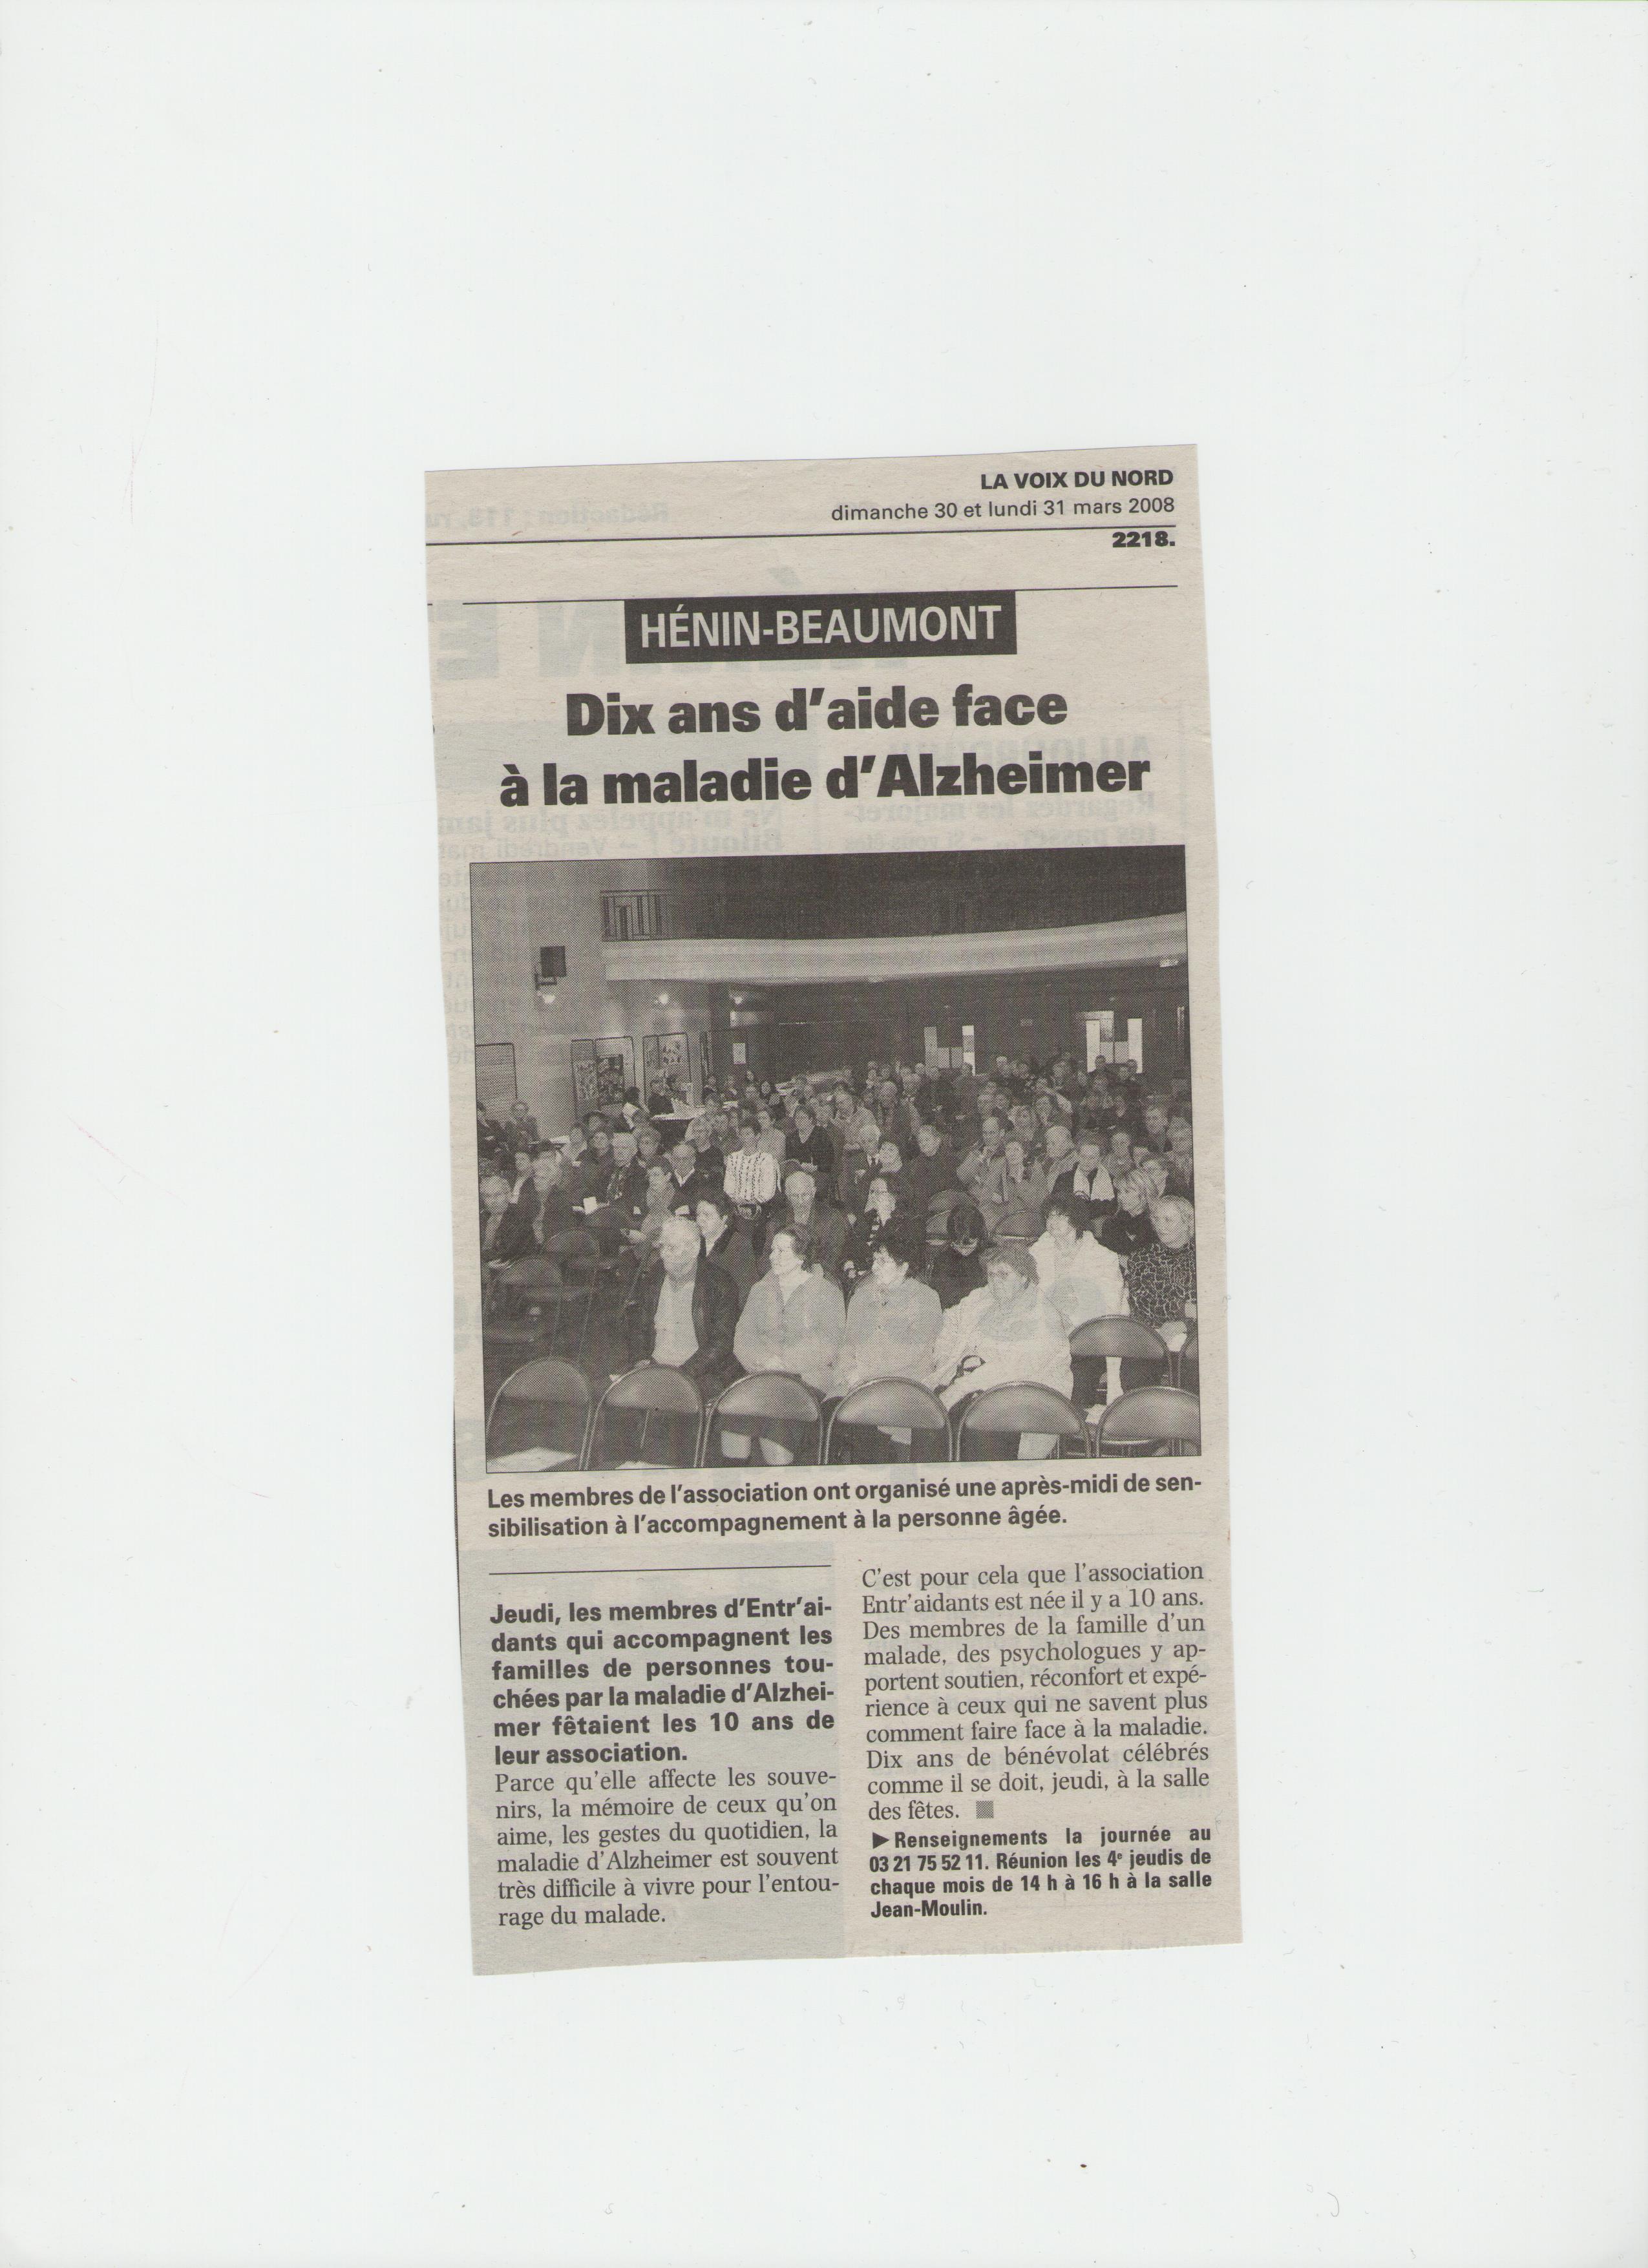 LA VOIX DU NORD
dimanche 30 et lundi 31 mars 2008
2218.
HÉNIN-BEAUMONT
Dix ans d'aide face
à la maladie d'Alzheimer
Les membres de l'association ont organisé une après-midi de sen-
sibilisation à l'accompagnement à la personne âgée.
Jeudi, les membres d'Entr'ai-
dants qui accompagnent les
familles de personnes tou-
chées par la maladie d'Alzhei-
mer fêtaient les 10 ans de
leur association.
Parce qu'elle affecte les souve-
nirs, la mémoire de ceux qu'on
aime, les gestes du quotidien, la
maladie d'Alzheimer est souvent
très difficile à vivre pour l'entou-
rage du malade.
C'est pour cela que l'association
Entr'aidants est née il y a 10 ans.
Des membres de la famille d'un
malade, des psychologues y ap-
portent soutien, réconfort et expé-
rience à ceux qui ne savent plus
comment faire face à la maladie.
Dix ans de bénévolat célébrés
comme il se doit, jeudi, à la salle
des fêtes.
▶ Renseignements la journée au
03 21 75 52 11. Réunion les 4e jeudis de
chaque mois de 14 h à 16 h à la salle
Jean-Moulin.